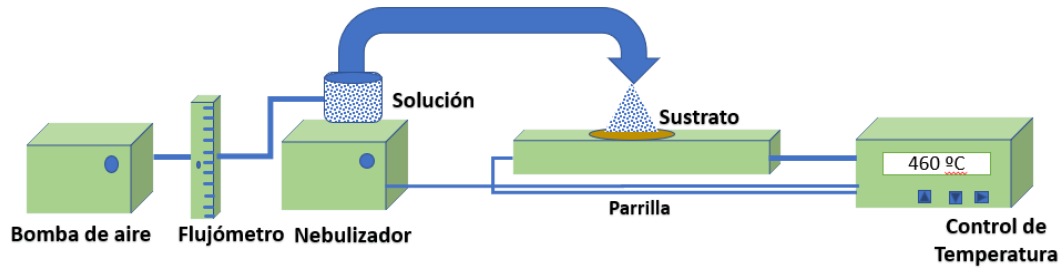 Solución
Sustrato
460 ºC
Bomba de aire
Flujómetro
Nebulizador
Parrilla
Control de
Temperatura